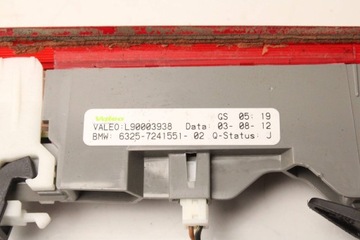 GS 05: 19
VALEO: L90003938 Data: 03- 08- 12
BMW: 6325-7241551- 02 Q-Status: J